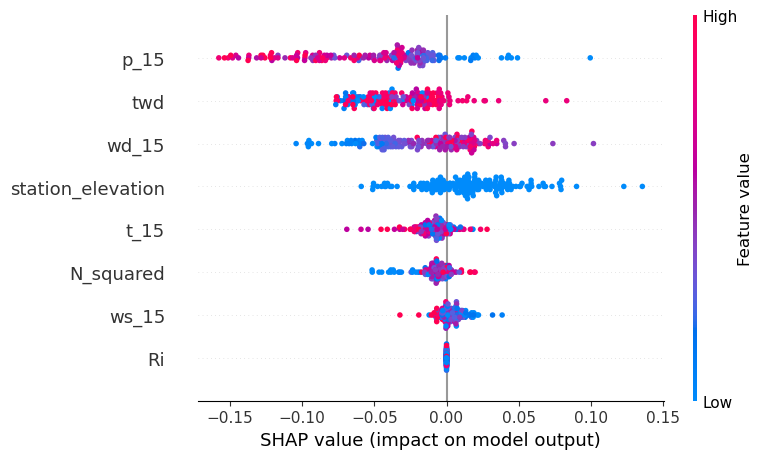 High
p_15
twd
wd_15
station_elevation
t_15
N_squared
ws_15
Ri
Feature value
Low
−0.15 −0.10 −0.05 0.00 0.05 0.10 0.15
SHAP value (impact on model output)